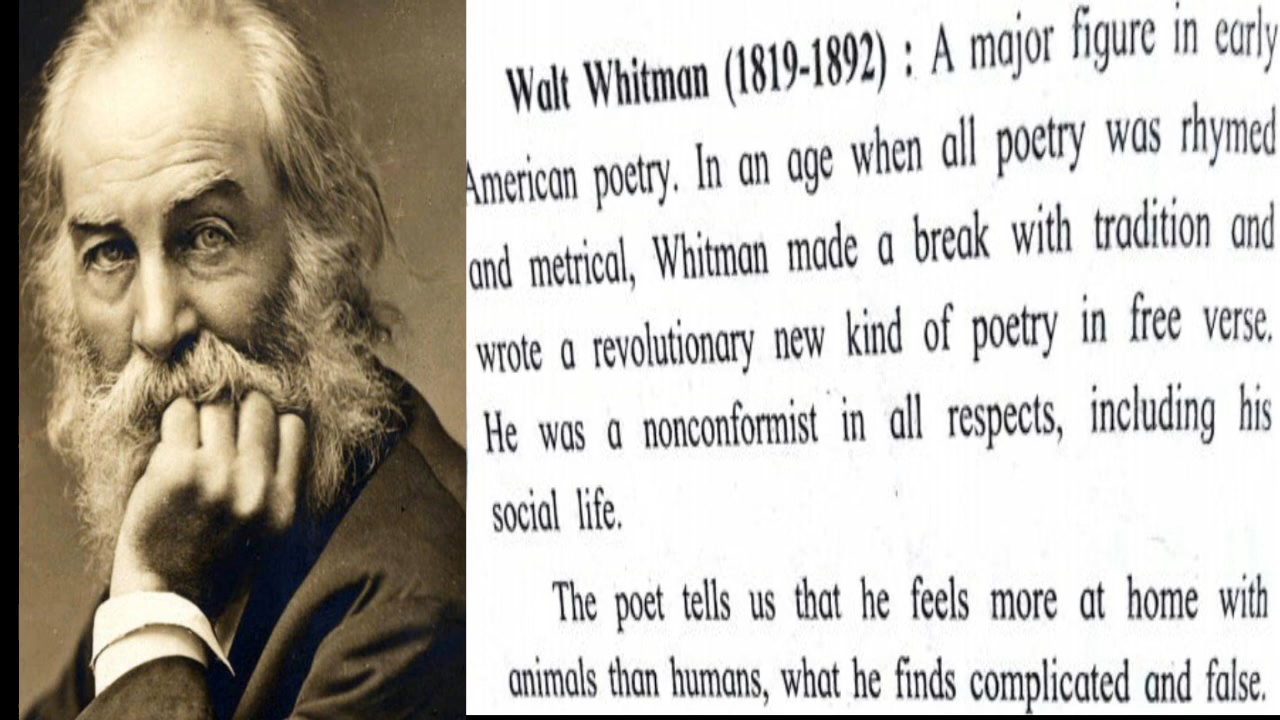 Walt Whitman (1819-1892) : A major figure in early
American poetry. In an age when all poetry was rhymed
and metrical, Whitman made a break with tradition and
wrote a revolutionary new kind of poetry in free verse.
He was a nonconformist in all respects, including his
social life.
The poet tells us that he feels more at home with
animals than humans, what he finds complicated and false.